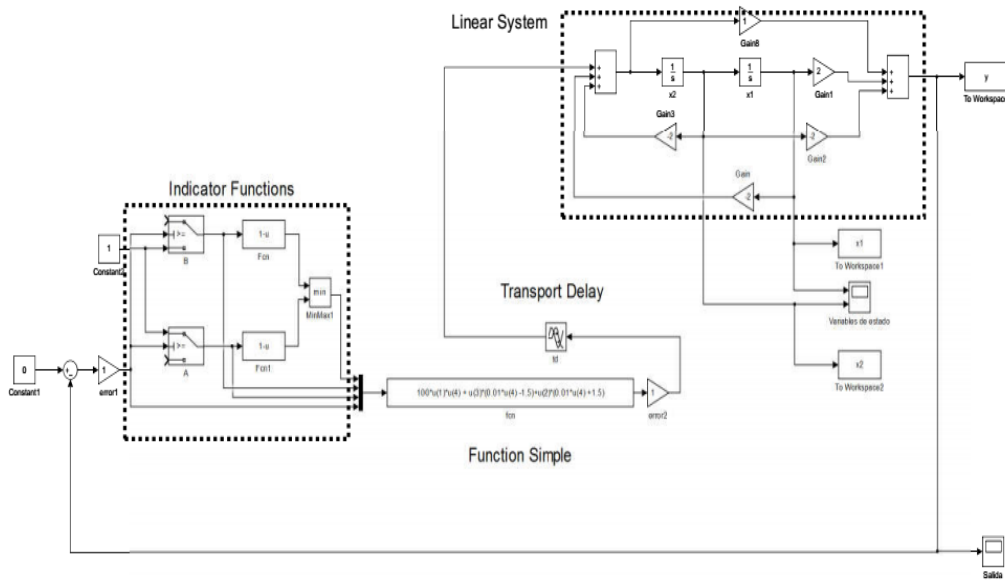 Linear System
1
Gain8
+
+
+
1
s
x2
1
s
x1
2
Gain1
+
+
+
y
To Workspace
Gain3
-2
-2
Gain2
Gain
-2
Indicator Functions
1
Constant2
>=
B
1-u
Fcn
min
MinMax1
>=
A
1-u
Fcn1
x1
To Workspace1
Variables de estado
x2
To Workspace2
Transport Delay
td
0
Constant1
+
-
1
error1
100*u(1)*u(4) + u(3)*(0.01*u(4) -1.5)+u(2)*(0.01*u(4) +1.5)
fcn
1
error2
Function Simple
Salida